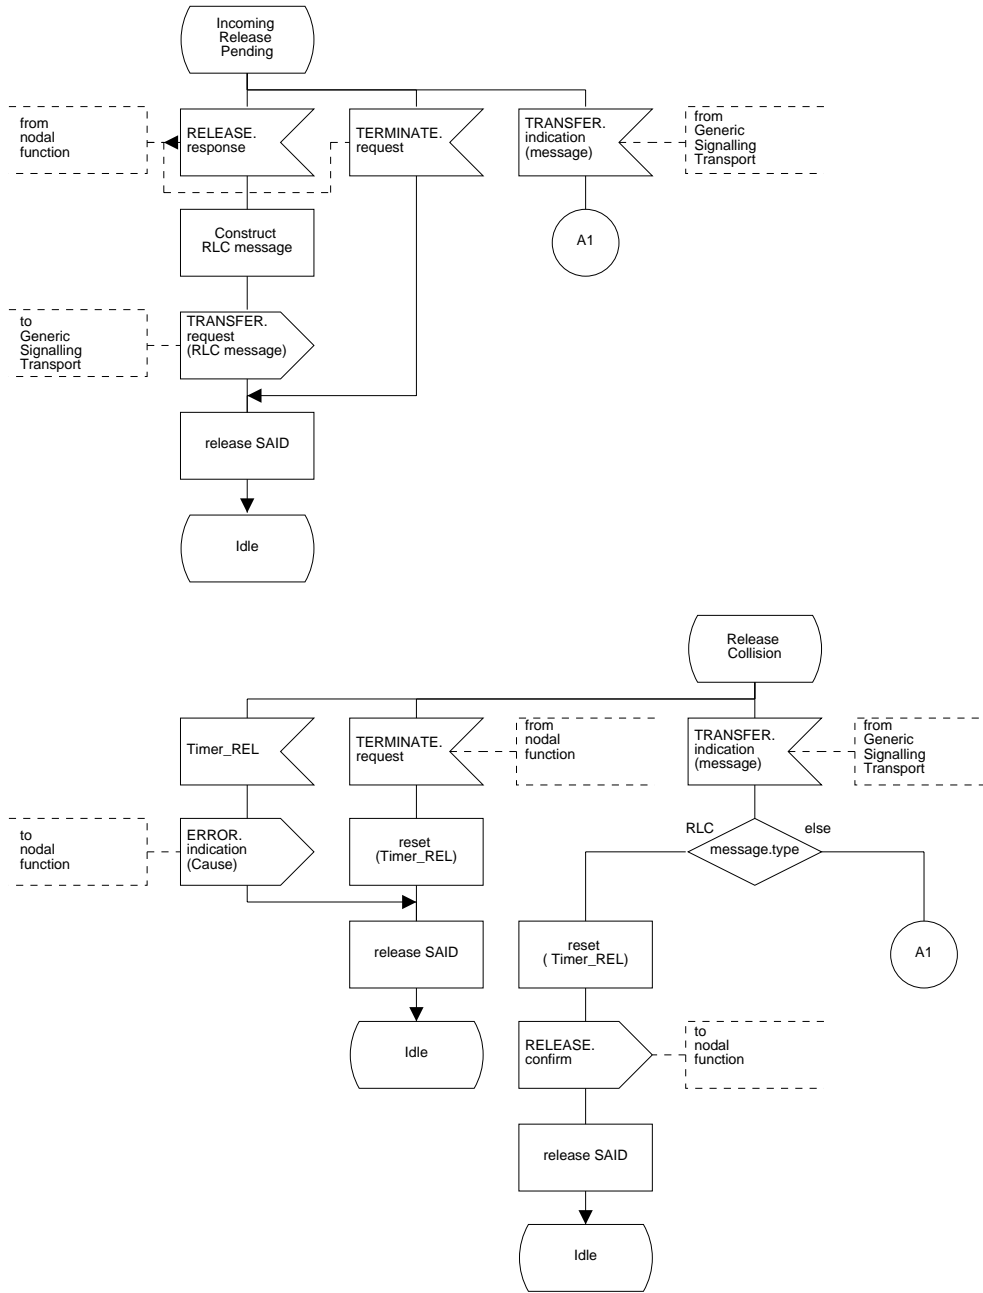 Incoming
Release
Pending
from
nodal
function
RELEASE.
response
TERMINATE.
request
TRANSFER.
indication
(message)
from
Generic
Signalling
Transport
Construct
RLC message
A1
to
Generic
Signalling
Transport
TRANSFER.
request
(RLC message)
release SAID
Idle
Release
Collision
Timer_REL
TERMINATE.
request
from
nodal
function
TRANSFER.
indication
(message)
from
Generic
Signalling
Transport
to
nodal
function
ERROR.
indication
(Cause)
reset
(Timer_REL)
RLC
message.type
else
release SAID
reset
( Timer_REL)
A1
Idle
RELEASE.
confirm
to
nodal
function
release SAID
Idle